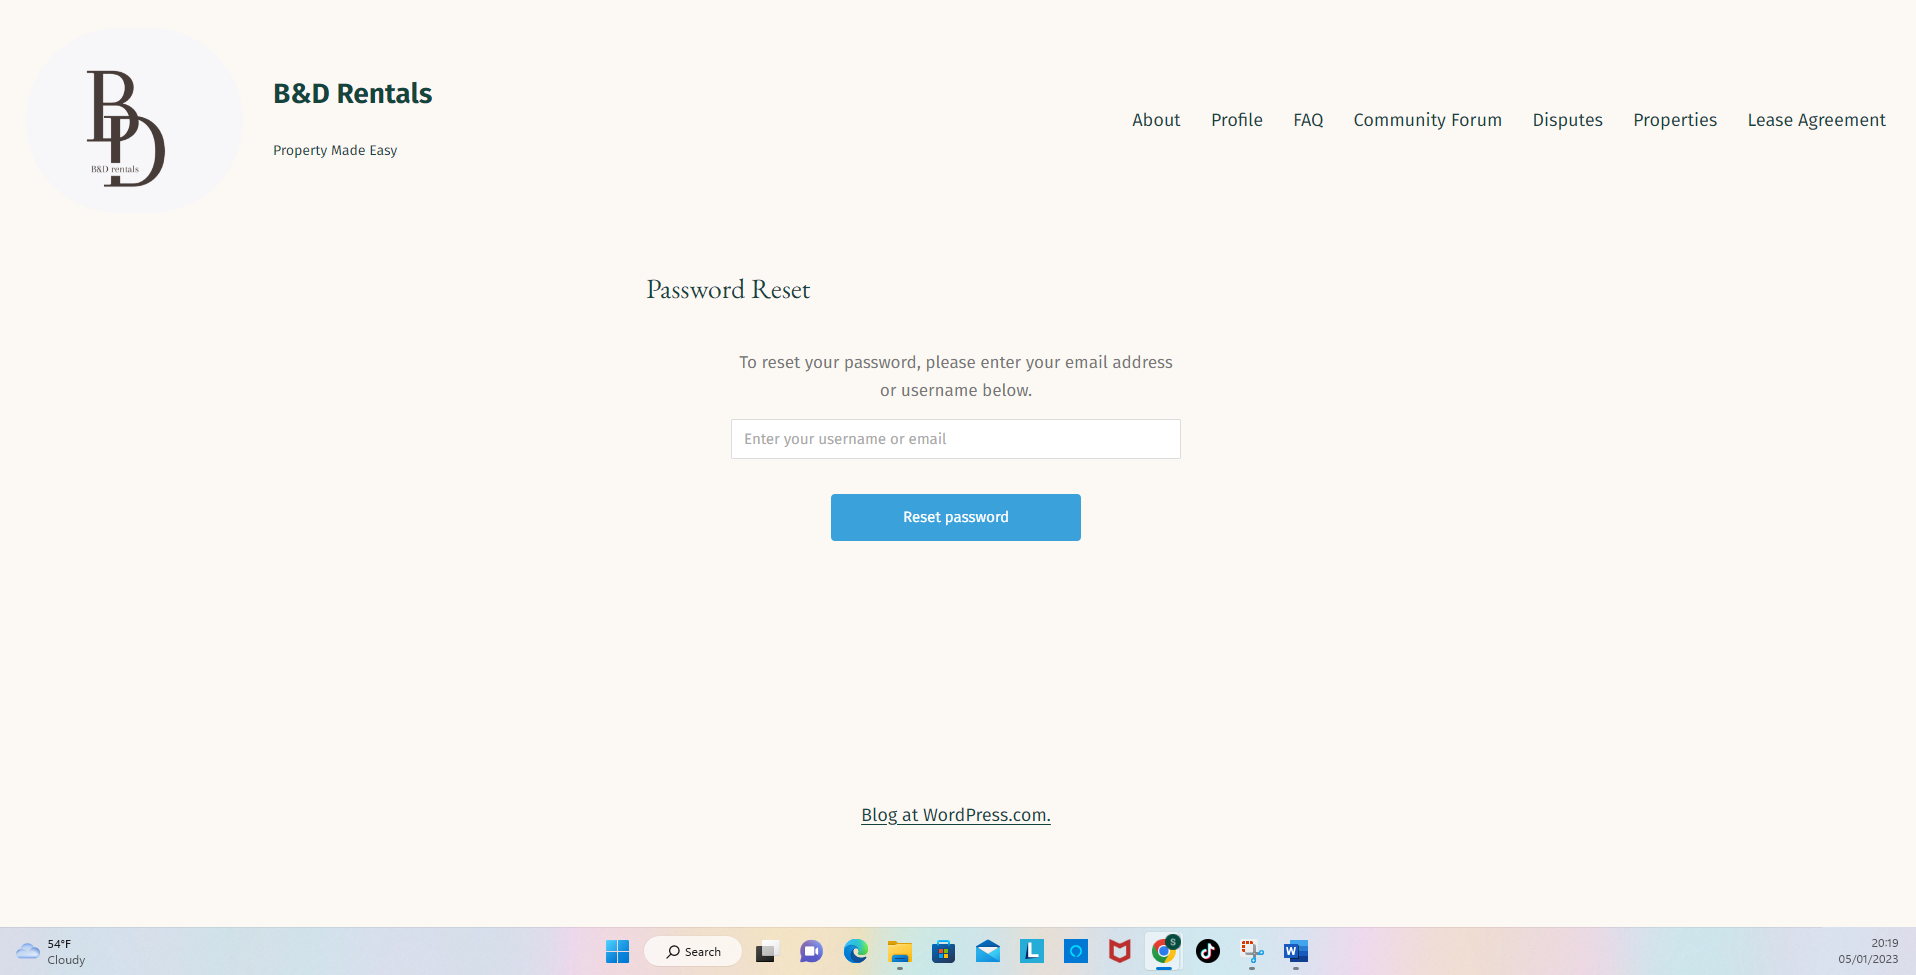 BD
B&D rentals
B&D Rentals
Property Made Easy
About Profile FAQ Community Forum Disputes Properties Lease Agreement
Password Reset
To reset your password, please enter your email address
or username below.
Enter your username or email
Reset password
Blog at WordPress.com.
54°F
Cloudy
Search
L
S
W
20:19
05/01/2023